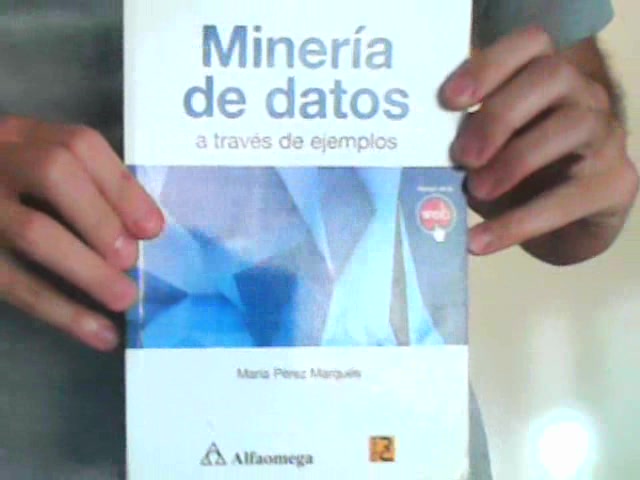 Minería
de datos
a través de ejemplos
web
María Pérez Marqués
Alfaomega